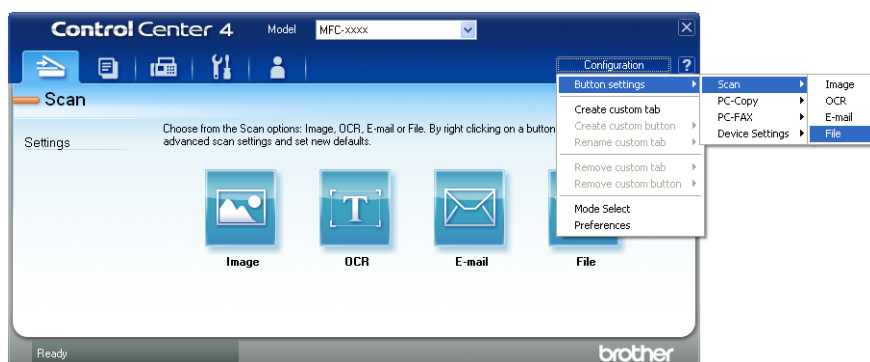 Control Center 4 Model MFC-xxxx
Configuration ?
Button settings
Scan
Image
PC-Copy
OCR
PC-FAX
E-mail
Device Settings
File
Create custom tab
Create custom button
Rename custom tab
Remove custom tab
Remove custom button
Mode Select
Preferences
Scan
Settings
Choose from the Scan options: Image, OCR, E-mail or File. By right clicking on a button
advanced scan settings and set new defaults.
T
Image OCR E-mail File
Ready brother